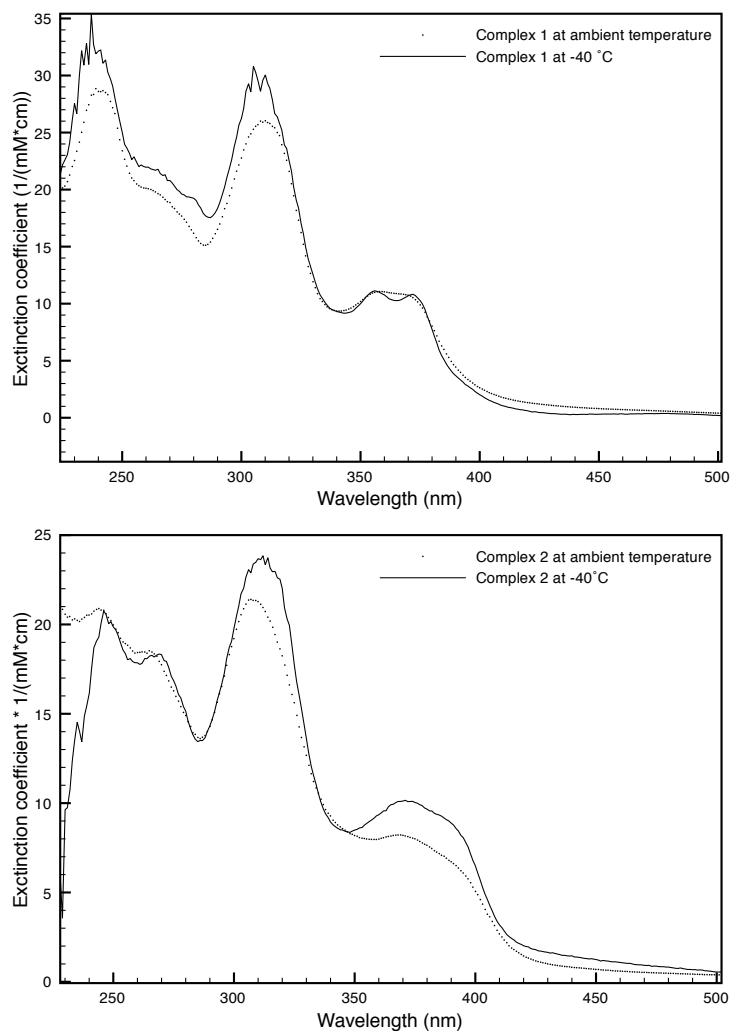 Complex 1 at ambient temperature
Complex 1 at -40 ˚C
35
30
25
20
15
10
5
0
Exctinction coefficient (1/(mM*cm))
250 300 350 400 450 500
Wavelength (nm)
Complex 2 at ambient temperature
Complex 2 at -40˚C
25
20
15
10
5
0
Exctinction coefficient * 1/(mM*cm)
250 300 350 400 450 500
Wavelength (nm)